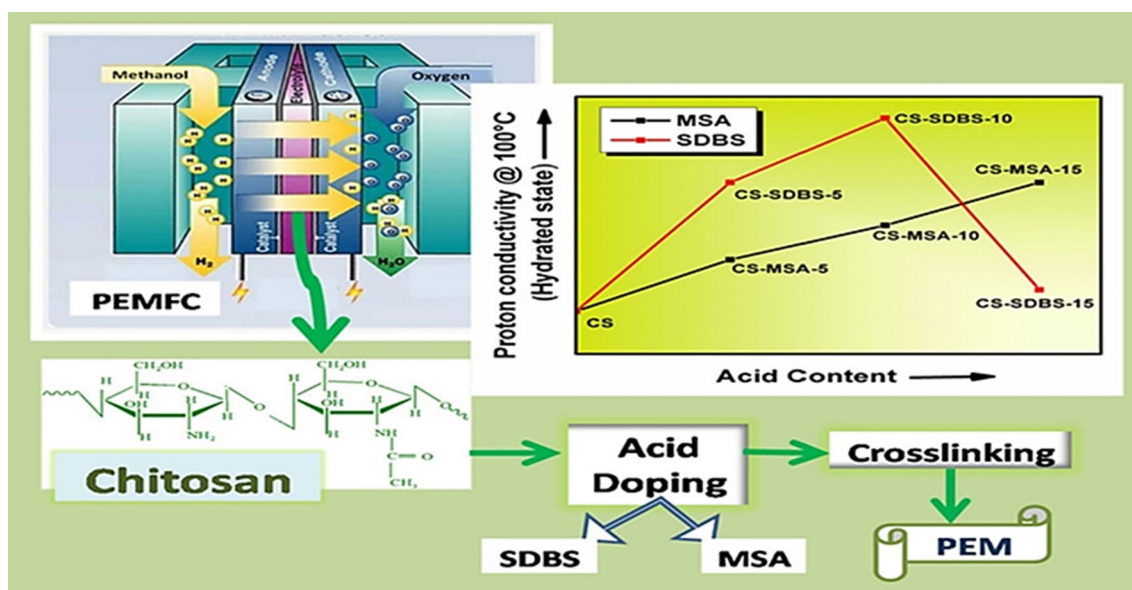 Methanol
Oxygen
Anode
Electrolyte
Cathode
Catalyst
Catalyst
H₂
H₂O
PEMFC
MSA
SDBS
CS-SDBS-10
CS-MSA-15
CS-SDBS-5
CS-MSA-10
CS-MSA-5
CS-SDBS-15
CS
Proton conductivity @ 100°C
(Hydrated state)
Acid Content
CH₂OH
CH₂OH
H
O
H
H
O
H
OH
H
H
O
OH
H
H
O
H
NH₂
H
NH
C = O
CH₃
Chitosan
Acid
Doping
Crosslinking
SDBS
MSA
PEM